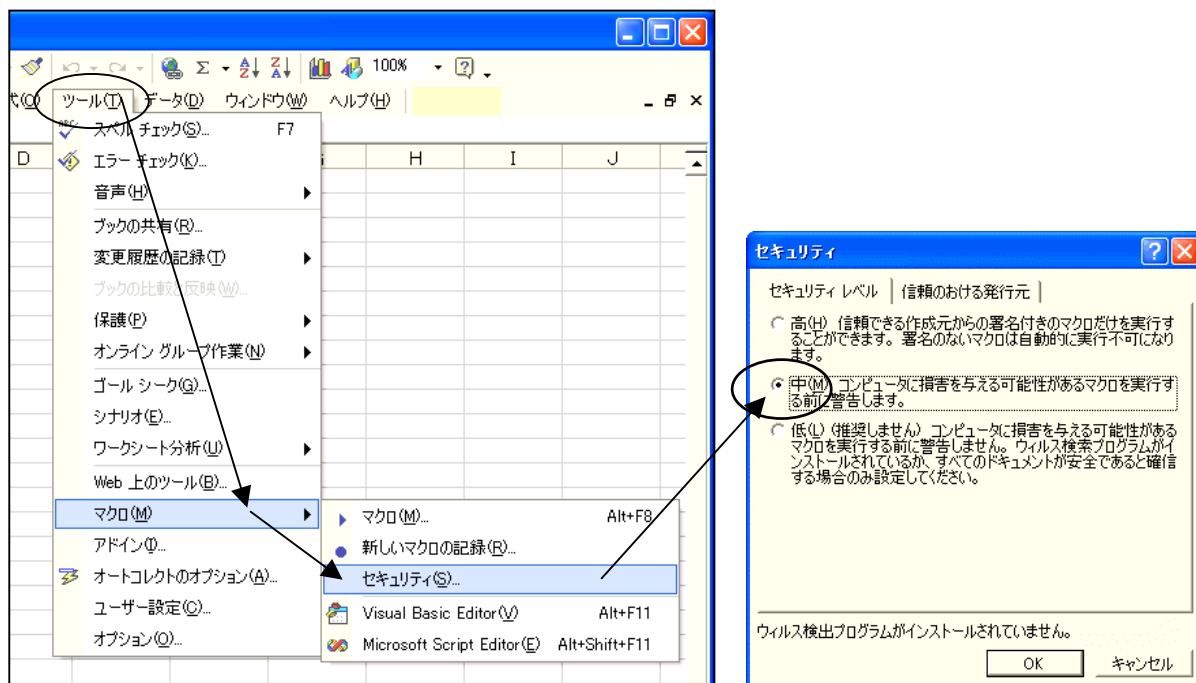 100%
ツール(T) データ(D) ウィンドウ(W) ヘルプ(H)
スペル チェック(S)... F7
エラー チェック(K)...
音声(H)
ブックの共有(R)...
変更履歴の記録(T)
ブックの比較と反映(W)...
保護(P)
オンライン グループ作業(N)
ゴール シーク(G)...
シナリオ(E)...
ワークシート分析(U)
Web 上のツール(B)...
マクロ(M)
アドイン(I)...
オートコレクトのオプション(A)...
ユーザー設定(C)...
オプション(O)...
D H I J
マクロ(M)... Alt+F8
新しいマクロの記録(R)...
セキュリティ(S)...
Visual Basic Editor(V) Alt+F11
Microsoft Script Editor(E) Alt+Shift+F11
セキュリティ
セキュリティ レベル 信頼のおける発行元
高(H) 信頼できる作成元からの署名付きのマクロだけを実行す
ることができます。署名のないマクロは自動的に実行不可になり
ます。
中(M) コンピュータに損害を与える可能性があるマクロを実行す
る前に警告します。
低(L) (推奨しません) コンピュータに損害を与える可能性がある
マクロを実行する前に警告しません。ウィルス検索プログラムがイ
ンストールされているか、すべてのドキュメントが安全であると確信
する場合のみ設定してください。
ウィルス検出プログラムがインストールされていません。
OK キャンセル